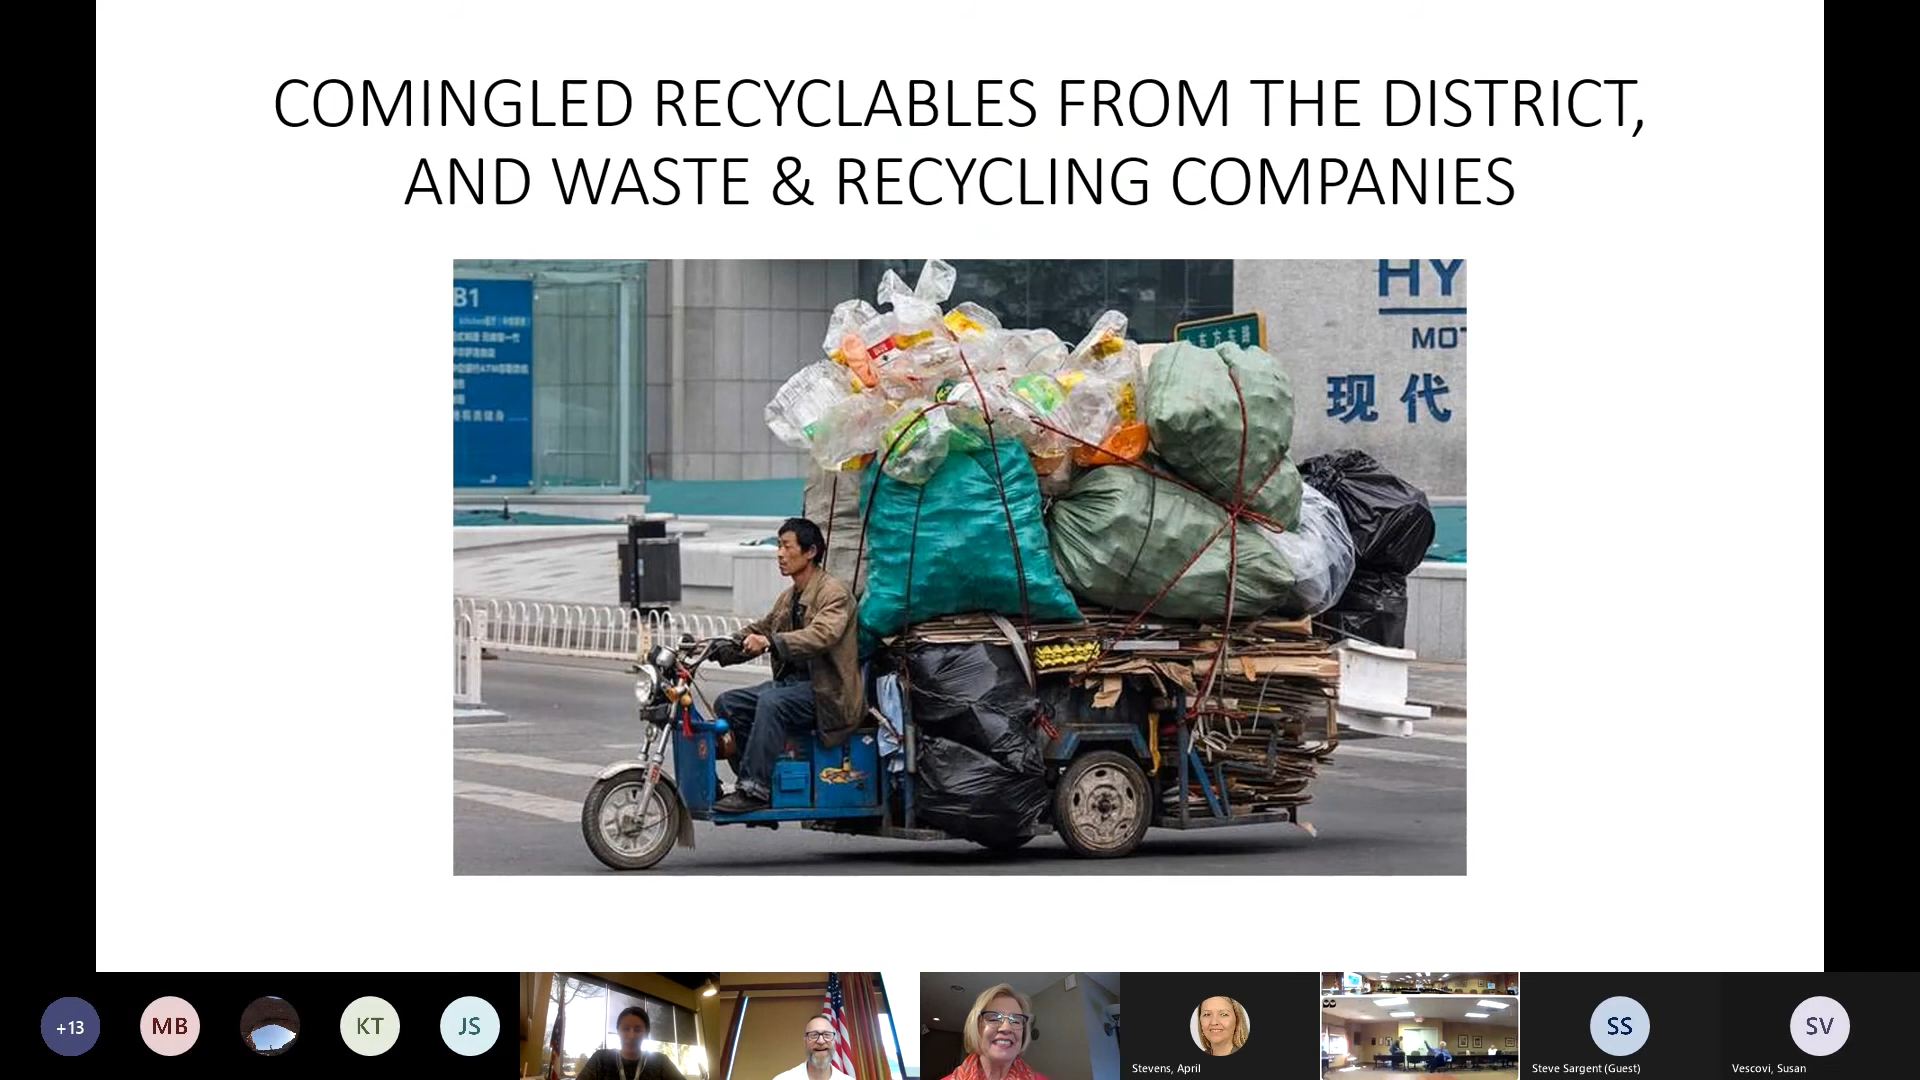 COMINGLED RECYCLABLES FROM THE DISTRICT,
AND WASTE & RECYCLING COMPANIES
B1
HY
MOT
现代
+13
MB
KT
JS
Stevens, April
SS
Steve Sargent (Guest)
SV
Vescovi, Susan